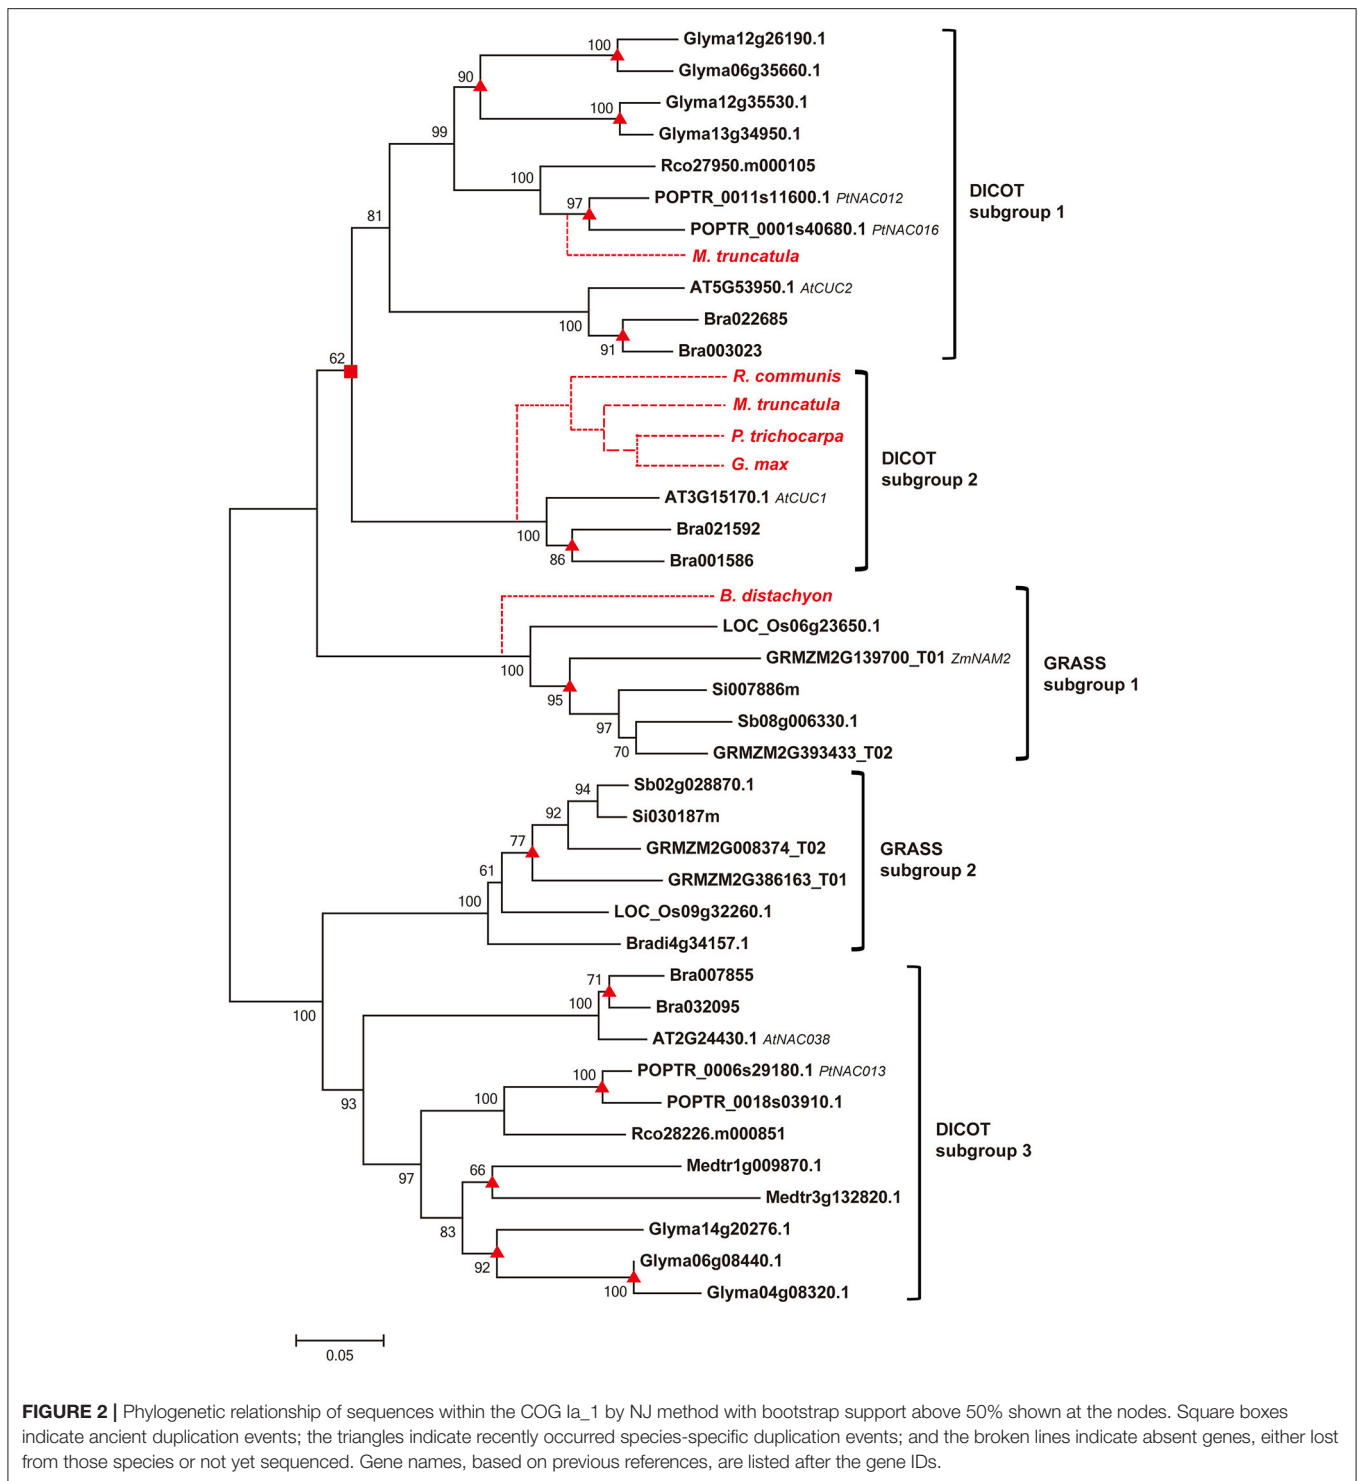 Glyma12g26190.1
100
Glyma06g35660.1
90
Glyma12g35530.1
100
Glyma13g34950.1
99
Rco27950.m000105
100
POPTR_0011s11600.1 PtNAC012
97
POPTR_0001s40680.1 PtNAC016
M. truncatula
81
AT5G53950.1 AtCUC2
Bra022685
100
Bra003023
91
DICOT
subgroup 1
62
R. communis
M. truncatula
P. trichocarpa
G. max
AT3G15170.1 AtCUC1
Bra021592
100
Bra001586
86
DICOT
subgroup 2
B. distachyon
LOC_Os06g23650.1
GRMZM2G139700_T01 ZmNAM2
100
Si007886m
95
Sb08g006330.1
97
GRMZM2G393433_T02
70
GRASS
subgroup 1
Sb02g028870.1
94
Si030187m
92
GRMZM2G008374_T02
77
GRMZM2G386163_T01
61
LOC_Os09g32260.1
100
Bradi4g34157.1
GRASS
subgroup 2
Bra007855
71
Bra032095
100
AT2G24430.1 AtNAC038
100
POPTR_0006s29180.1 PtNAC013
100
POPTR_0018s03910.1
100
93
Rco28226.m000851
Medtr1g009870.1
66
97
Medtr3g132820.1
83
Glyma14g20276.1
Glyma06g08440.1
92
Glyma04g08320.1
100
DICOT
subgroup 3
0.05
FIGURE 2 | Phylogenetic relationship of sequences within the COG Ia_1 by NJ method with bootstrap support above 50% shown at the nodes. Square boxes
indicate ancient duplication events; the triangles indicate recently occurred species-specific duplication events; and the broken lines indicate absent genes, either lost
from those species or not yet sequenced. Gene names, based on previous references, are listed after the gene IDs.